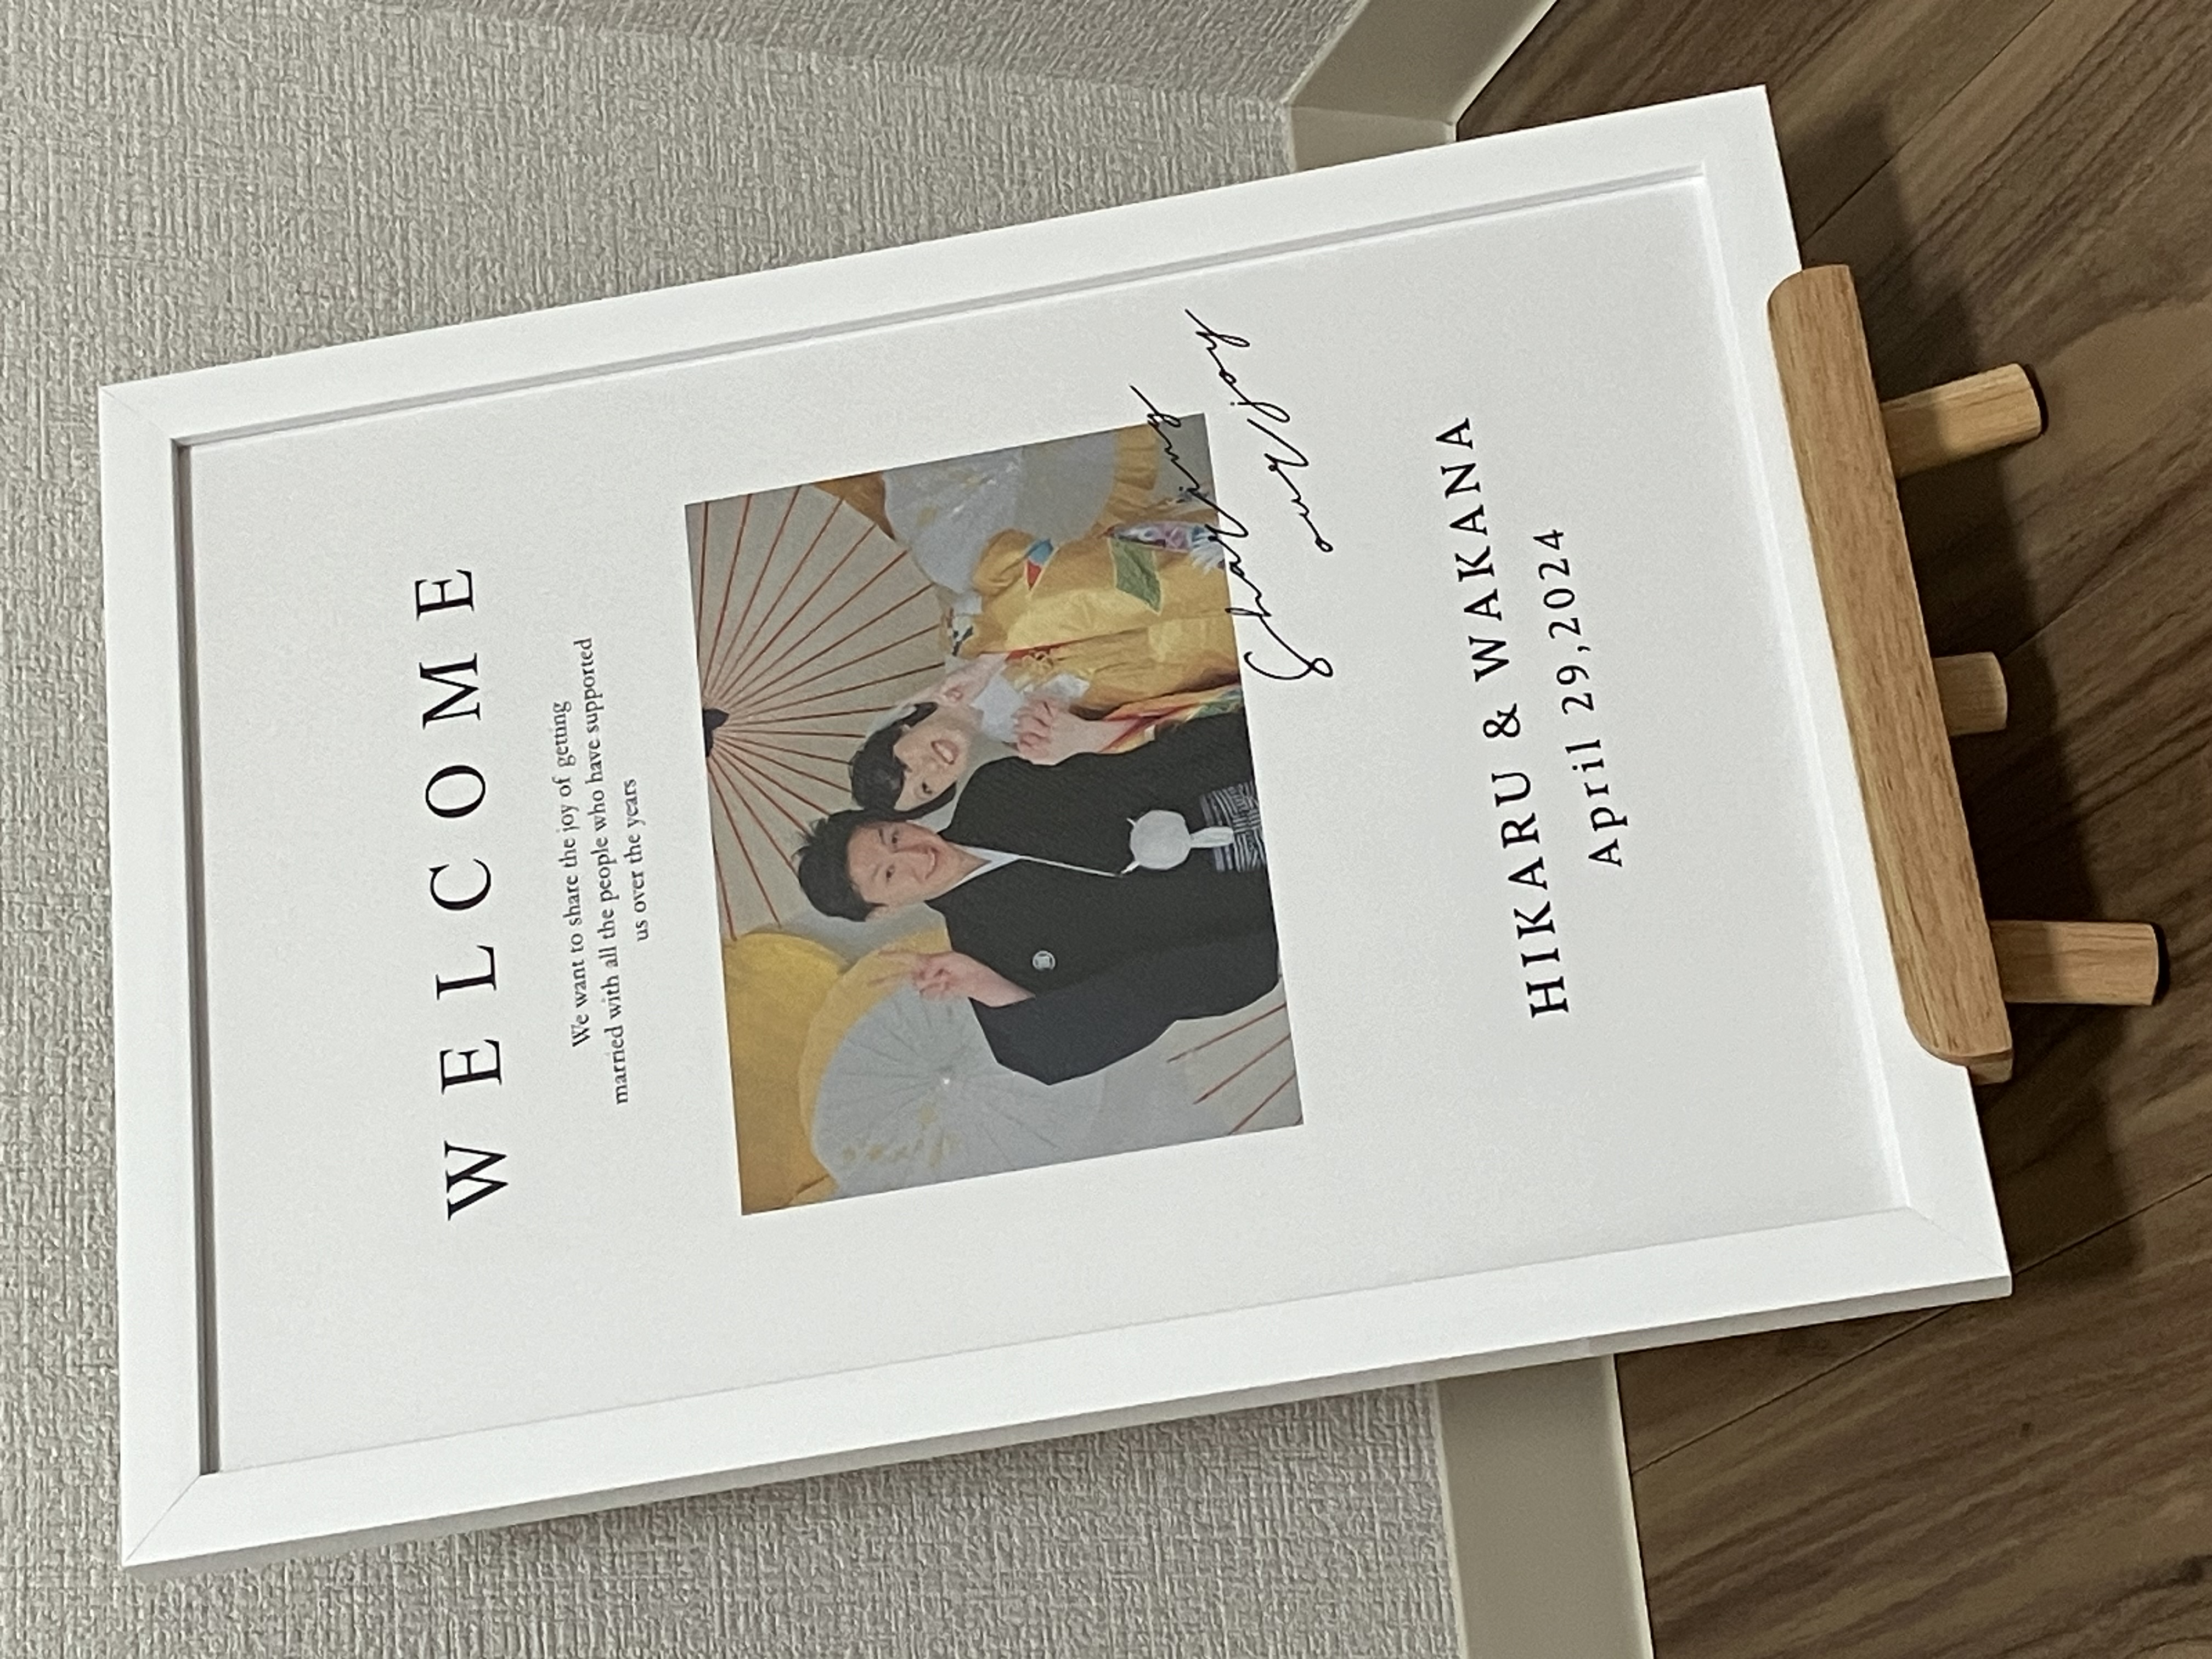 WELCOME
We want to share the joy of getting
married with all the people who have supported
us over the years
Sharing
our joy
HIKARU & WAKANA
April 29,2024